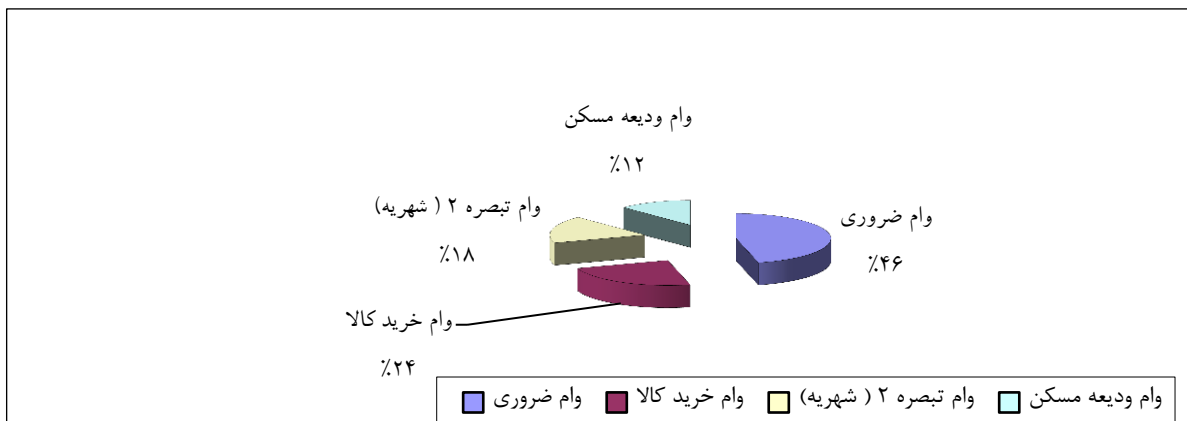 وام ودیعه مسکن
٪۱۲
وام تبصره ۲ ( شهریه)
٪۱۸
وام ضروری
٪۴۶
وام خرید کالا
٪۲۴
وام ضروری وام خرید کالا وام تبصره ۲ ( شهریه) وام ودیعه مسکن